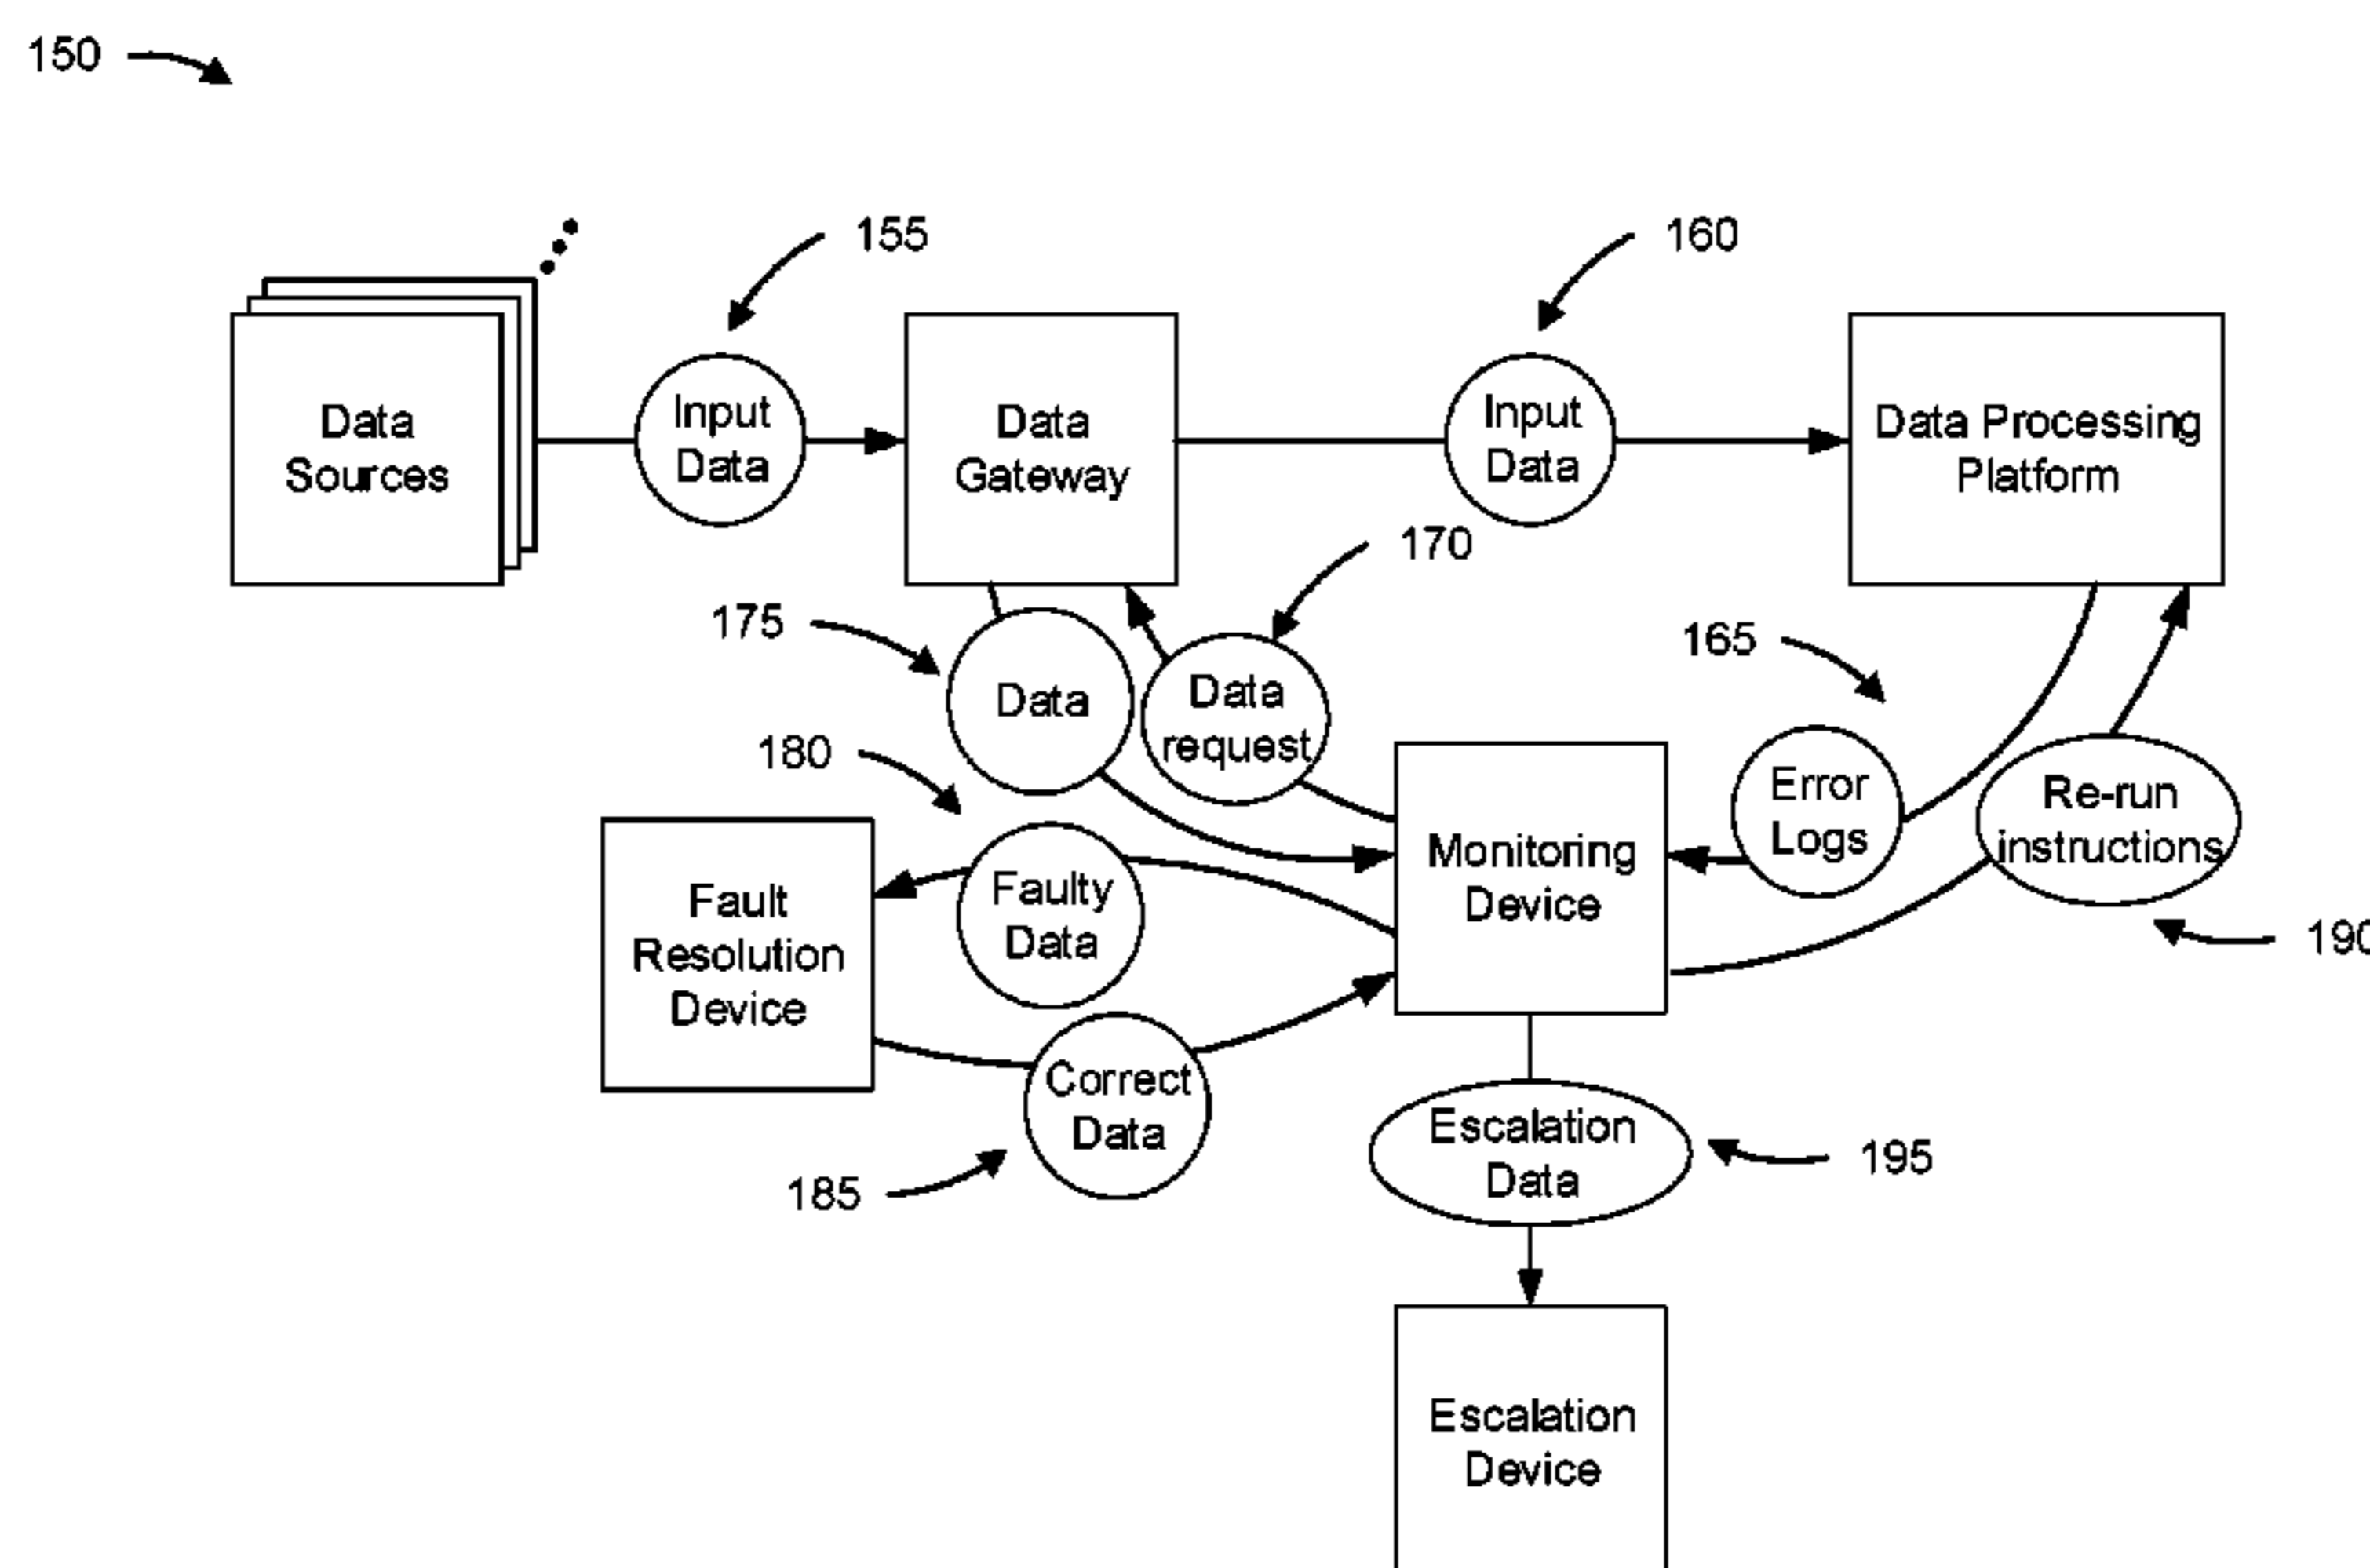 150
155
160
Data
Sources
Input
Data
Data
Gateway
Input
Data
Data Processing
Platform
170
175
165
Data
Data
request
180
Error
Logs
Re-run
instructions
Monitoring
Device
Fault
Resolution
Device
Faulty
Data
190
Correct
Data
185
Escalation
Data
195
Escalation
Device